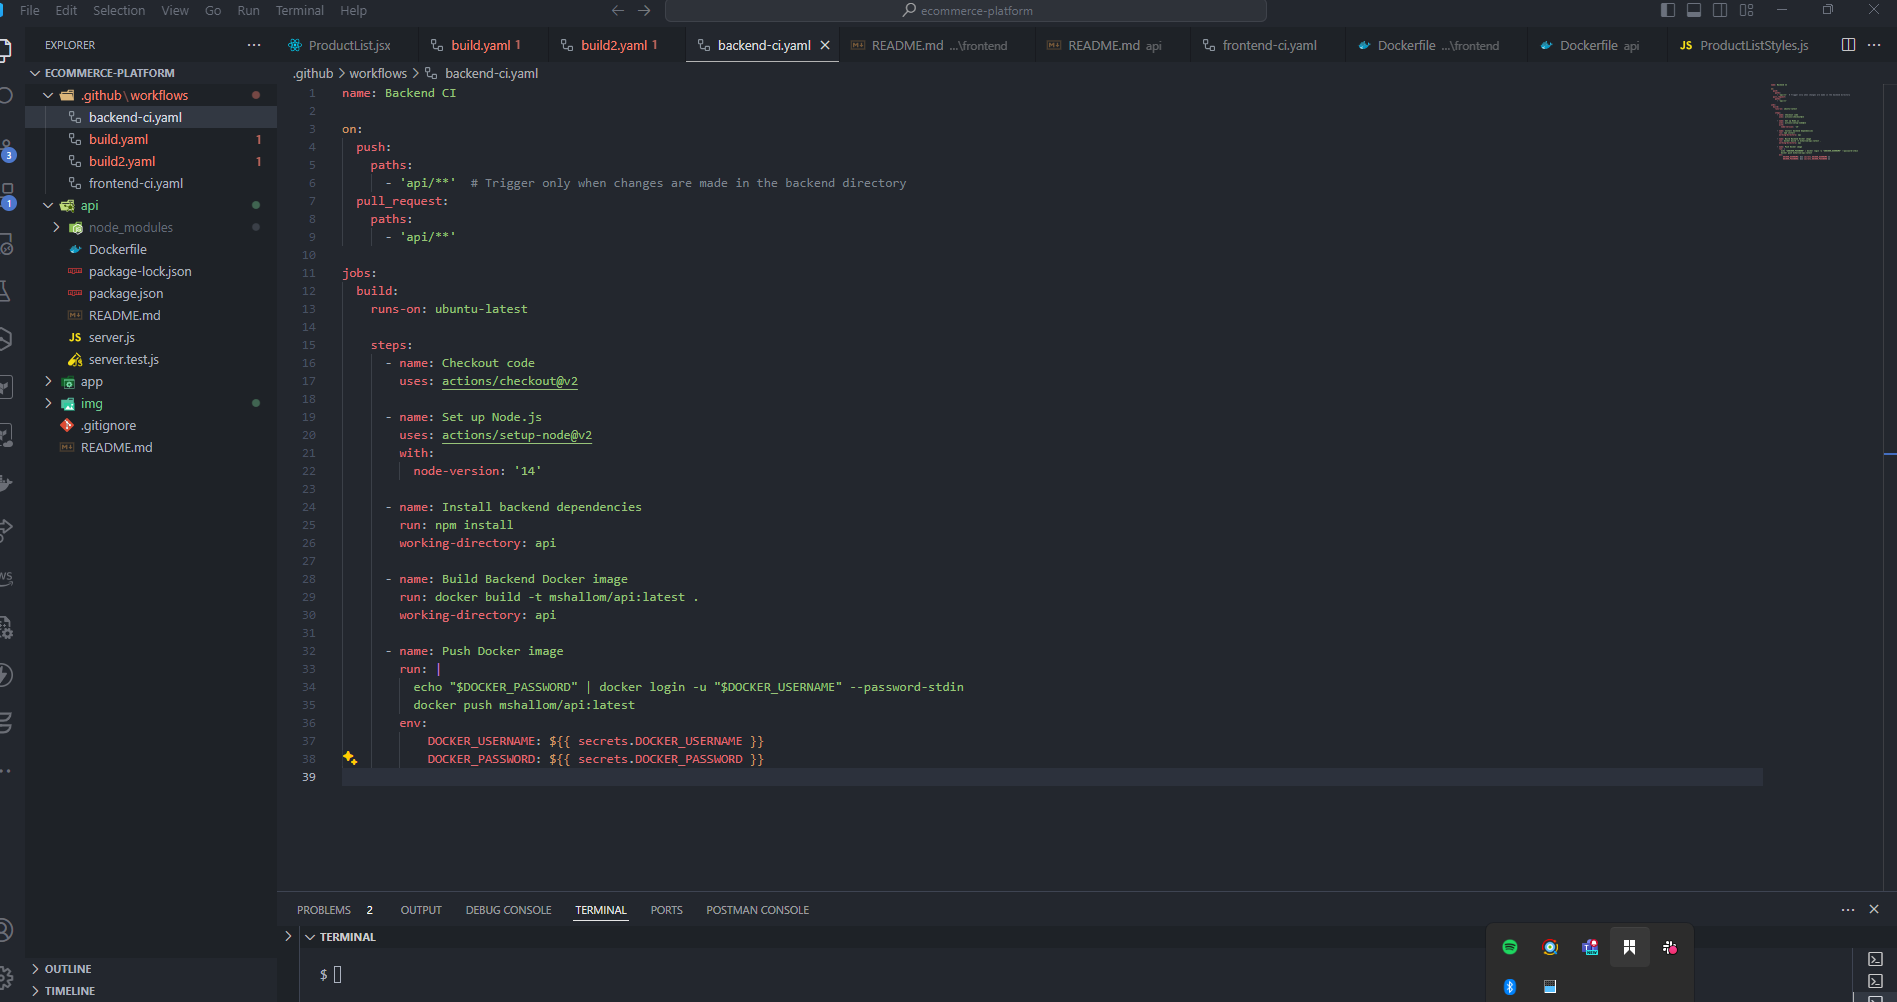 File Edit Selection View Go Run Terminal Help
ecommerce-platform
EXPLORER
ProductList.jsx
build.yaml 1
build2.yaml 1
backend-ci.yaml
README.md ...\frontend
README.md api
frontend-ci.yaml
Dockerfile ...\frontend
Dockerfile api
JS ProductListStyles.js
ECOMMERCE-PLATFORM
.github\workflows
backend-ci.yaml
build.yaml 1
build2.yaml 1
frontend-ci.yaml
api
node_modules
Dockerfile
package-lock.json
package.json
README.md
JS server.js
server.test.js
app
img
.gitignore
README.md
OUTLINE
TIMELINE
3
1
.github > workflows > backend-ci.yaml
1 name: Backend CI
2
3 on:
4 push:
5 paths:
6 - 'api/**' # Trigger only when changes are made in the backend directory
7 pull_request:
8 paths:
9 - 'api/**'
10
11 jobs:
12 build:
13 runs-on: ubuntu-latest
14
15 steps:
16 - name: Checkout code
17 uses: actions/checkout@v2
18
19 - name: Set up Node.js
20 uses: actions/setup-node@v2
21 with:
22 node-version: '14'
23
24 - name: Install backend dependencies
25 run: npm install
26 working-directory: api
27
28 - name: Build Backend Docker image
29 run: docker build -t mshallom/api:latest .
30 working-directory: api
31
32 - name: Push Docker image
33 run: |
34 echo "$DOCKER_PASSWORD" | docker login -u "$DOCKER_USERNAME" --password-stdin
35 docker push mshallom/api:latest
36 env:
37 DOCKER_USERNAME: ${{ secrets.DOCKER_USERNAME }}
38 DOCKER_PASSWORD: ${{ secrets.DOCKER_PASSWORD }}
39
PROBLEMS 2 OUTPUT DEBUG CONSOLE TERMINAL PORTS POSTMAN CONSOLE
TERMINAL
$